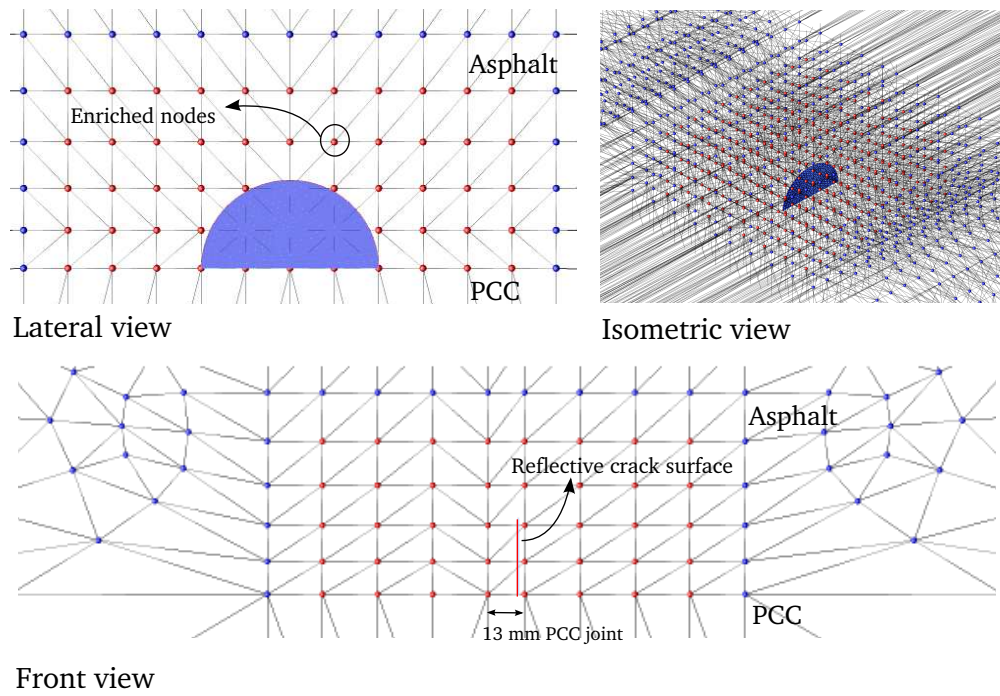 Asphalt
Enriched nodes
PCC
Lateral view
Isometric view
Asphalt
Reflective crack surface
PCC
13 mm PCC joint
Front view